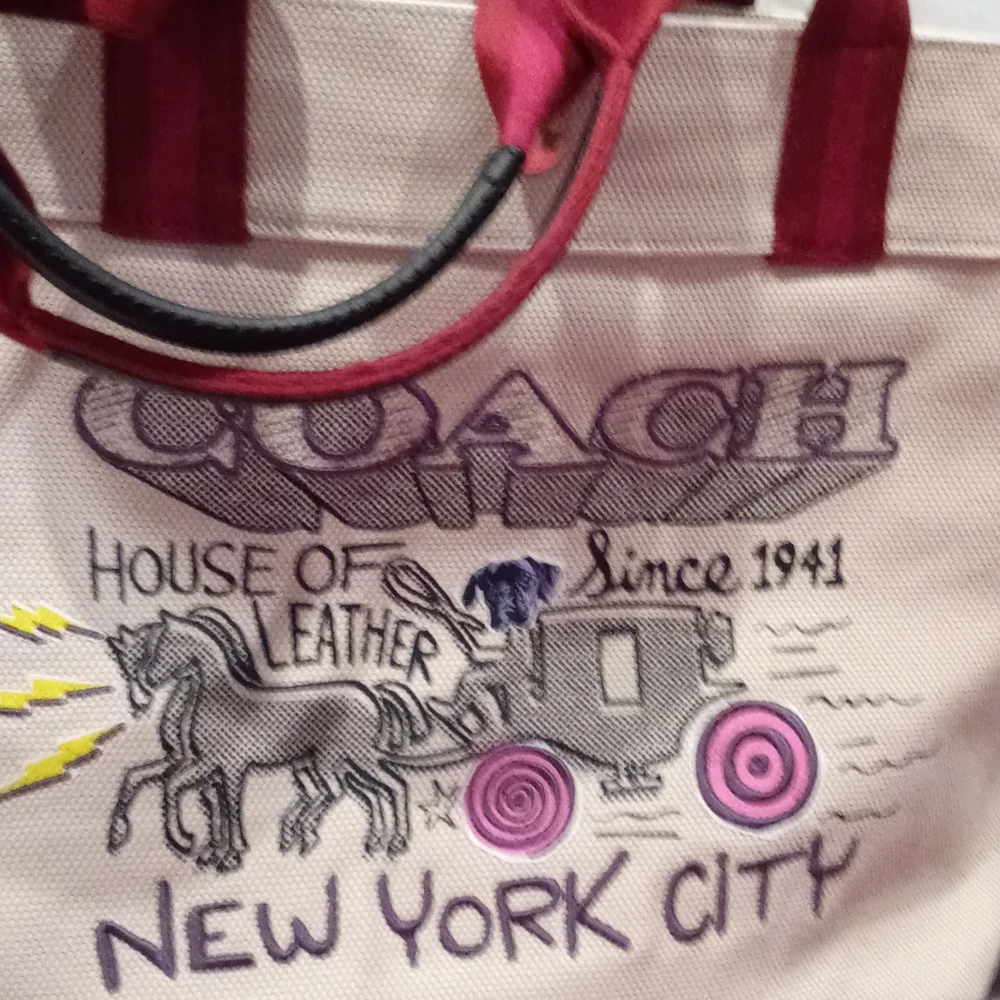 COACH
HOUSE OF
LEATHER
Since 1941
NEW YORK CITY